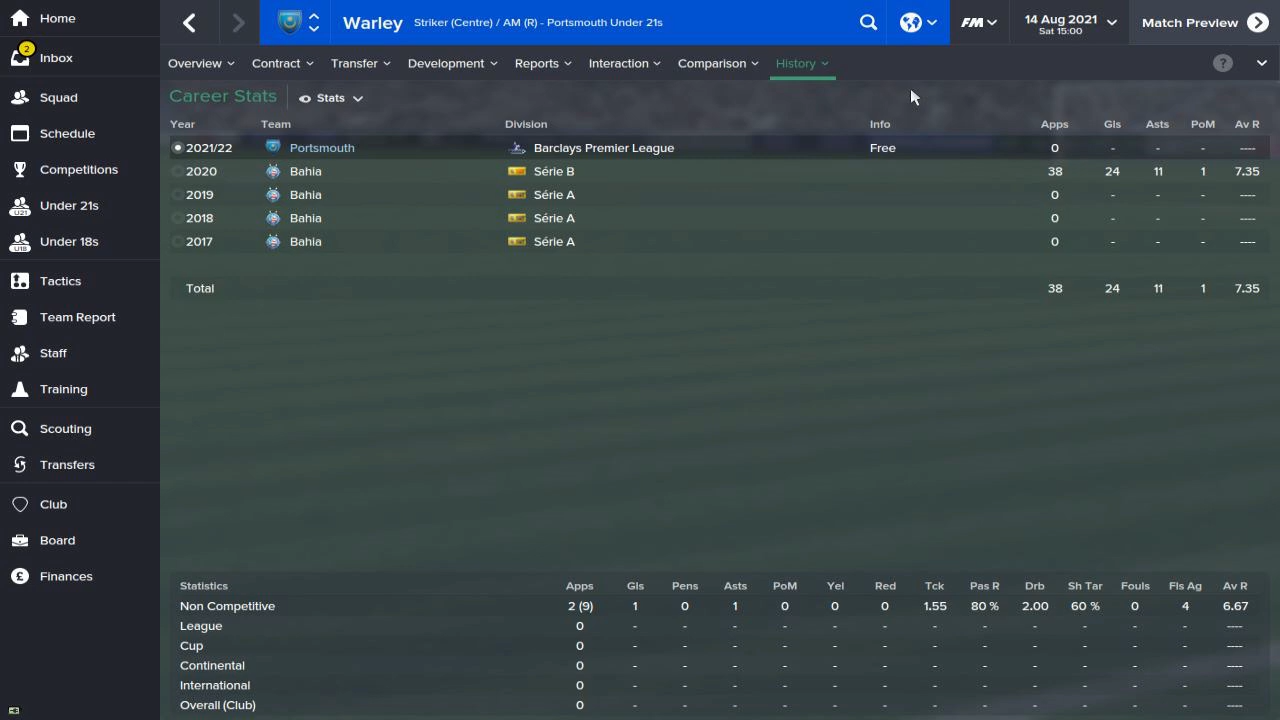 Home
Warley Striker (Centre) / AM (R) - Portsmouth Under 21s FM 14 Aug 2021 Sat 15:00 Match Preview
2
Inbox
Overview Contract Transfer Development Reports Interaction Comparison History ?
Squad
Career Stats Stats
Schedule
Year Team Division Info Apps Gls Asts PoM Av R
2021/22 Portsmouth Barclays Premier League Free 0 - - - ----
Competitions
2020 Bahia Série B 38 24 11 1 7.35
2019 Bahia Série A 0 - - - ----
U21 Under 21s
2018 Bahia Série A 0 - - - ----
2017 Bahia Série A 0 - - - ----
U18 Under 18s
Tactics
Total 38 24 11 1 7.35
Team Report
Staff
Training
Scouting
Transfers
Club
Board
£ Finances
Statistics Apps Gls Pens Asts PoM Yel Red Tck Pas R Drb Sh Tar Fouls Fls Ag Av R
Non Competitive 2 (9) 1 0 1 0 0 0 1.55 80 % 2.00 60 % 0 4 6.67
League 0 - - - - - - - - - - - - ----
Cup 0 - - - - - - - - - - - - ----
Continental 0 - - - - - - - - - - - - ----
International 0 - - - - - - - - - - - - ----
Overall (Club) 0 - - - - - - - - - - - - ----